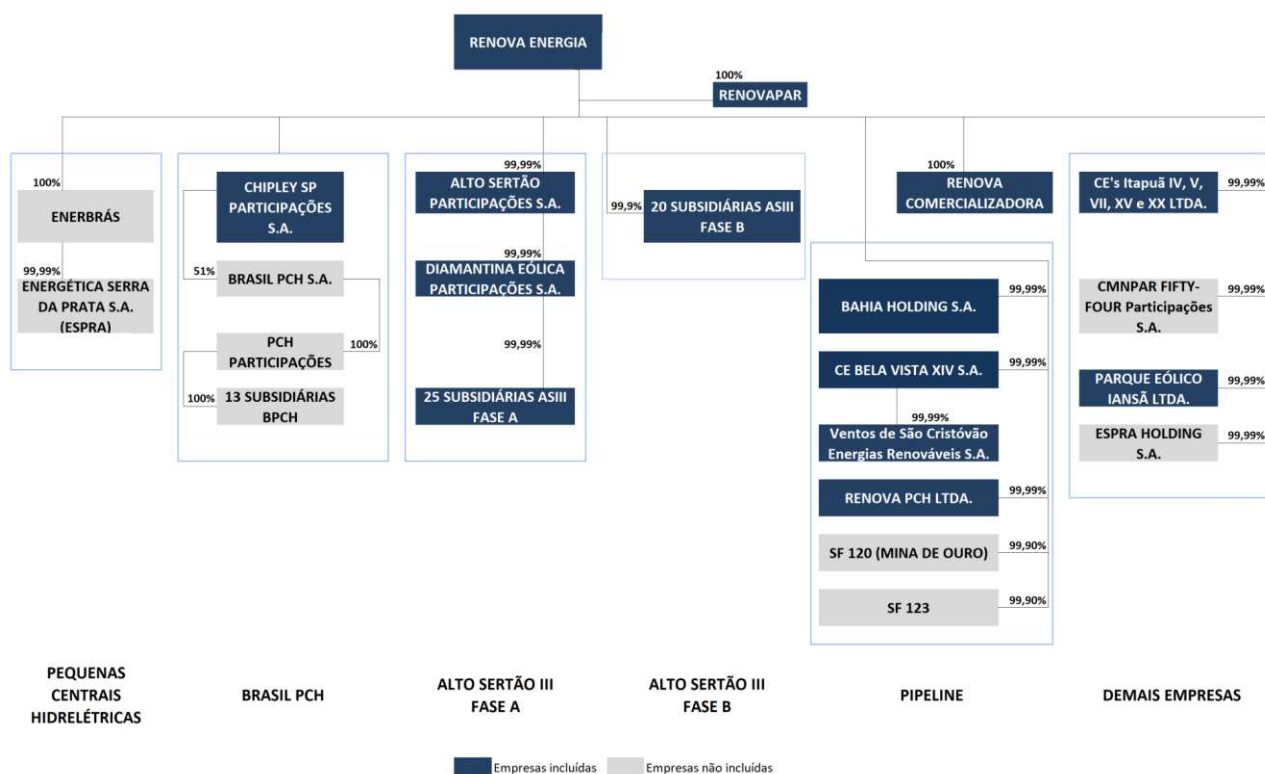 RENOVA ENERGIA
100%
RENOVAPAR
100%
ENERBRÁS
99,99%
ENERGÉTICA SERRA
DA PRATA S.A.
(ESPRA)
CHIPLEY SP
PARTICIPAÇÕES
S.A.
51%
BRASIL PCH S.A.
PCH
PARTICIPAÇÕES
100%
100%
13 SUBSIDIÁRIAS
BPCH
99,99%
ALTO SERTÃO
PARTICIPAÇÕES S.A.
99,99%
DIAMANTINA EÓLICA
PARTICIPAÇÕES S.A.
99,99%
25 SUBSIDIÁRIAS ASIII
FASE A
99,9%
20 SUBSIDIÁRIAS ASIII
FASE B
100%
RENOVA
COMERCIALIZADORA
BAHIA HOLDING S.A.
99,99%
CE BELA VISTA XIV S.A.
99,99%
99,99%
Ventos de São Cristóvão
Energias Renováveis S.A.
RENOVA PCH LTDA.
99,99%
SF 120 (MINA DE OURO)
99,90%
SF 123
99,90%
CE's Itapuã IV, V,
VII, XV e XX LTDA.
99,99%
CMNPAR FIFTY-
FOUR Participações
S.A.
99,99%
PARQUE EÓLICO
IANSÃ LTDA.
99,99%
ESPRA HOLDING
S.A.
99,99%
PEQUENAS
CENTRAIS
HIDRELÉTRICAS
BRASIL PCH
ALTO SERTÃO III
FASE A
ALTO SERTÃO III
FASE B
PIPELINE
DEMAIS EMPRESAS
Empresas incluídas
Empresas não incluídas